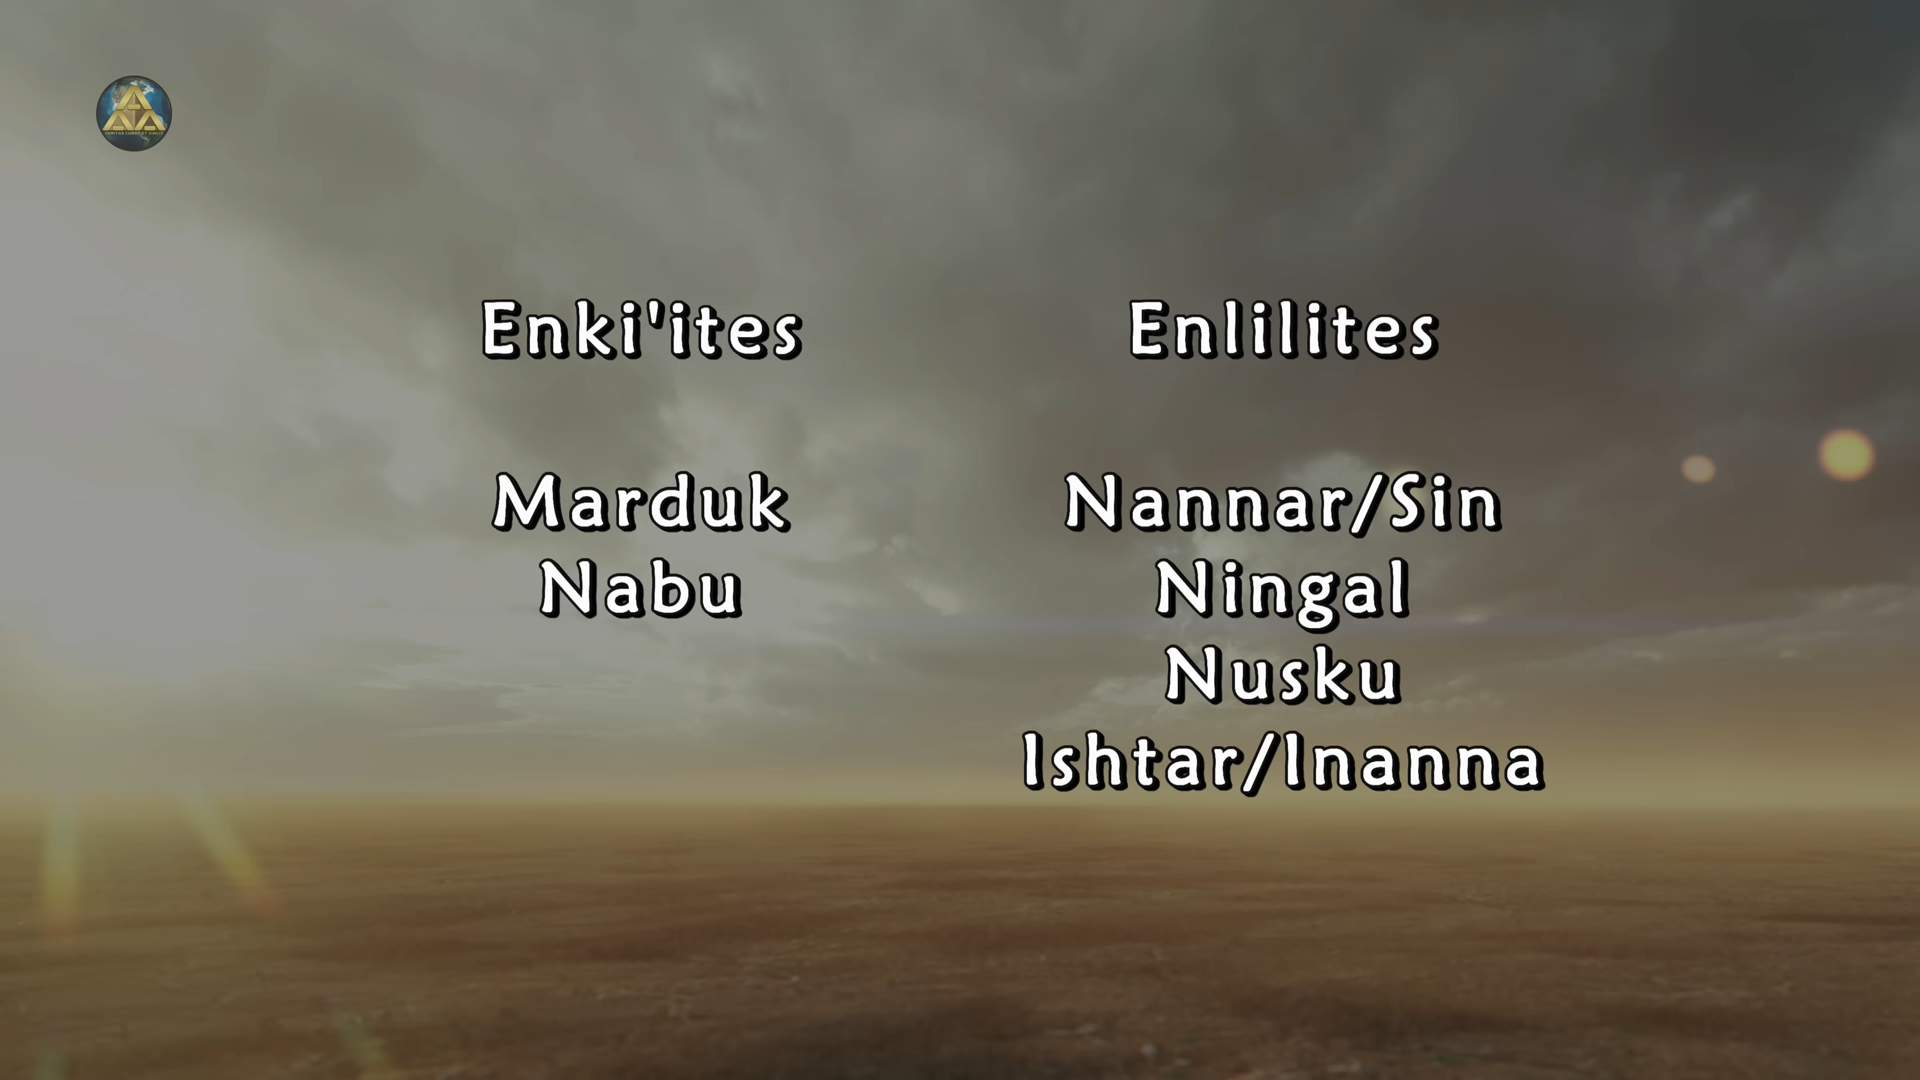 Enki'ites
Marduk
Nabu
Enlilites
Nannar/Sin
Ningal
Nusku
Ishtar/Inanna